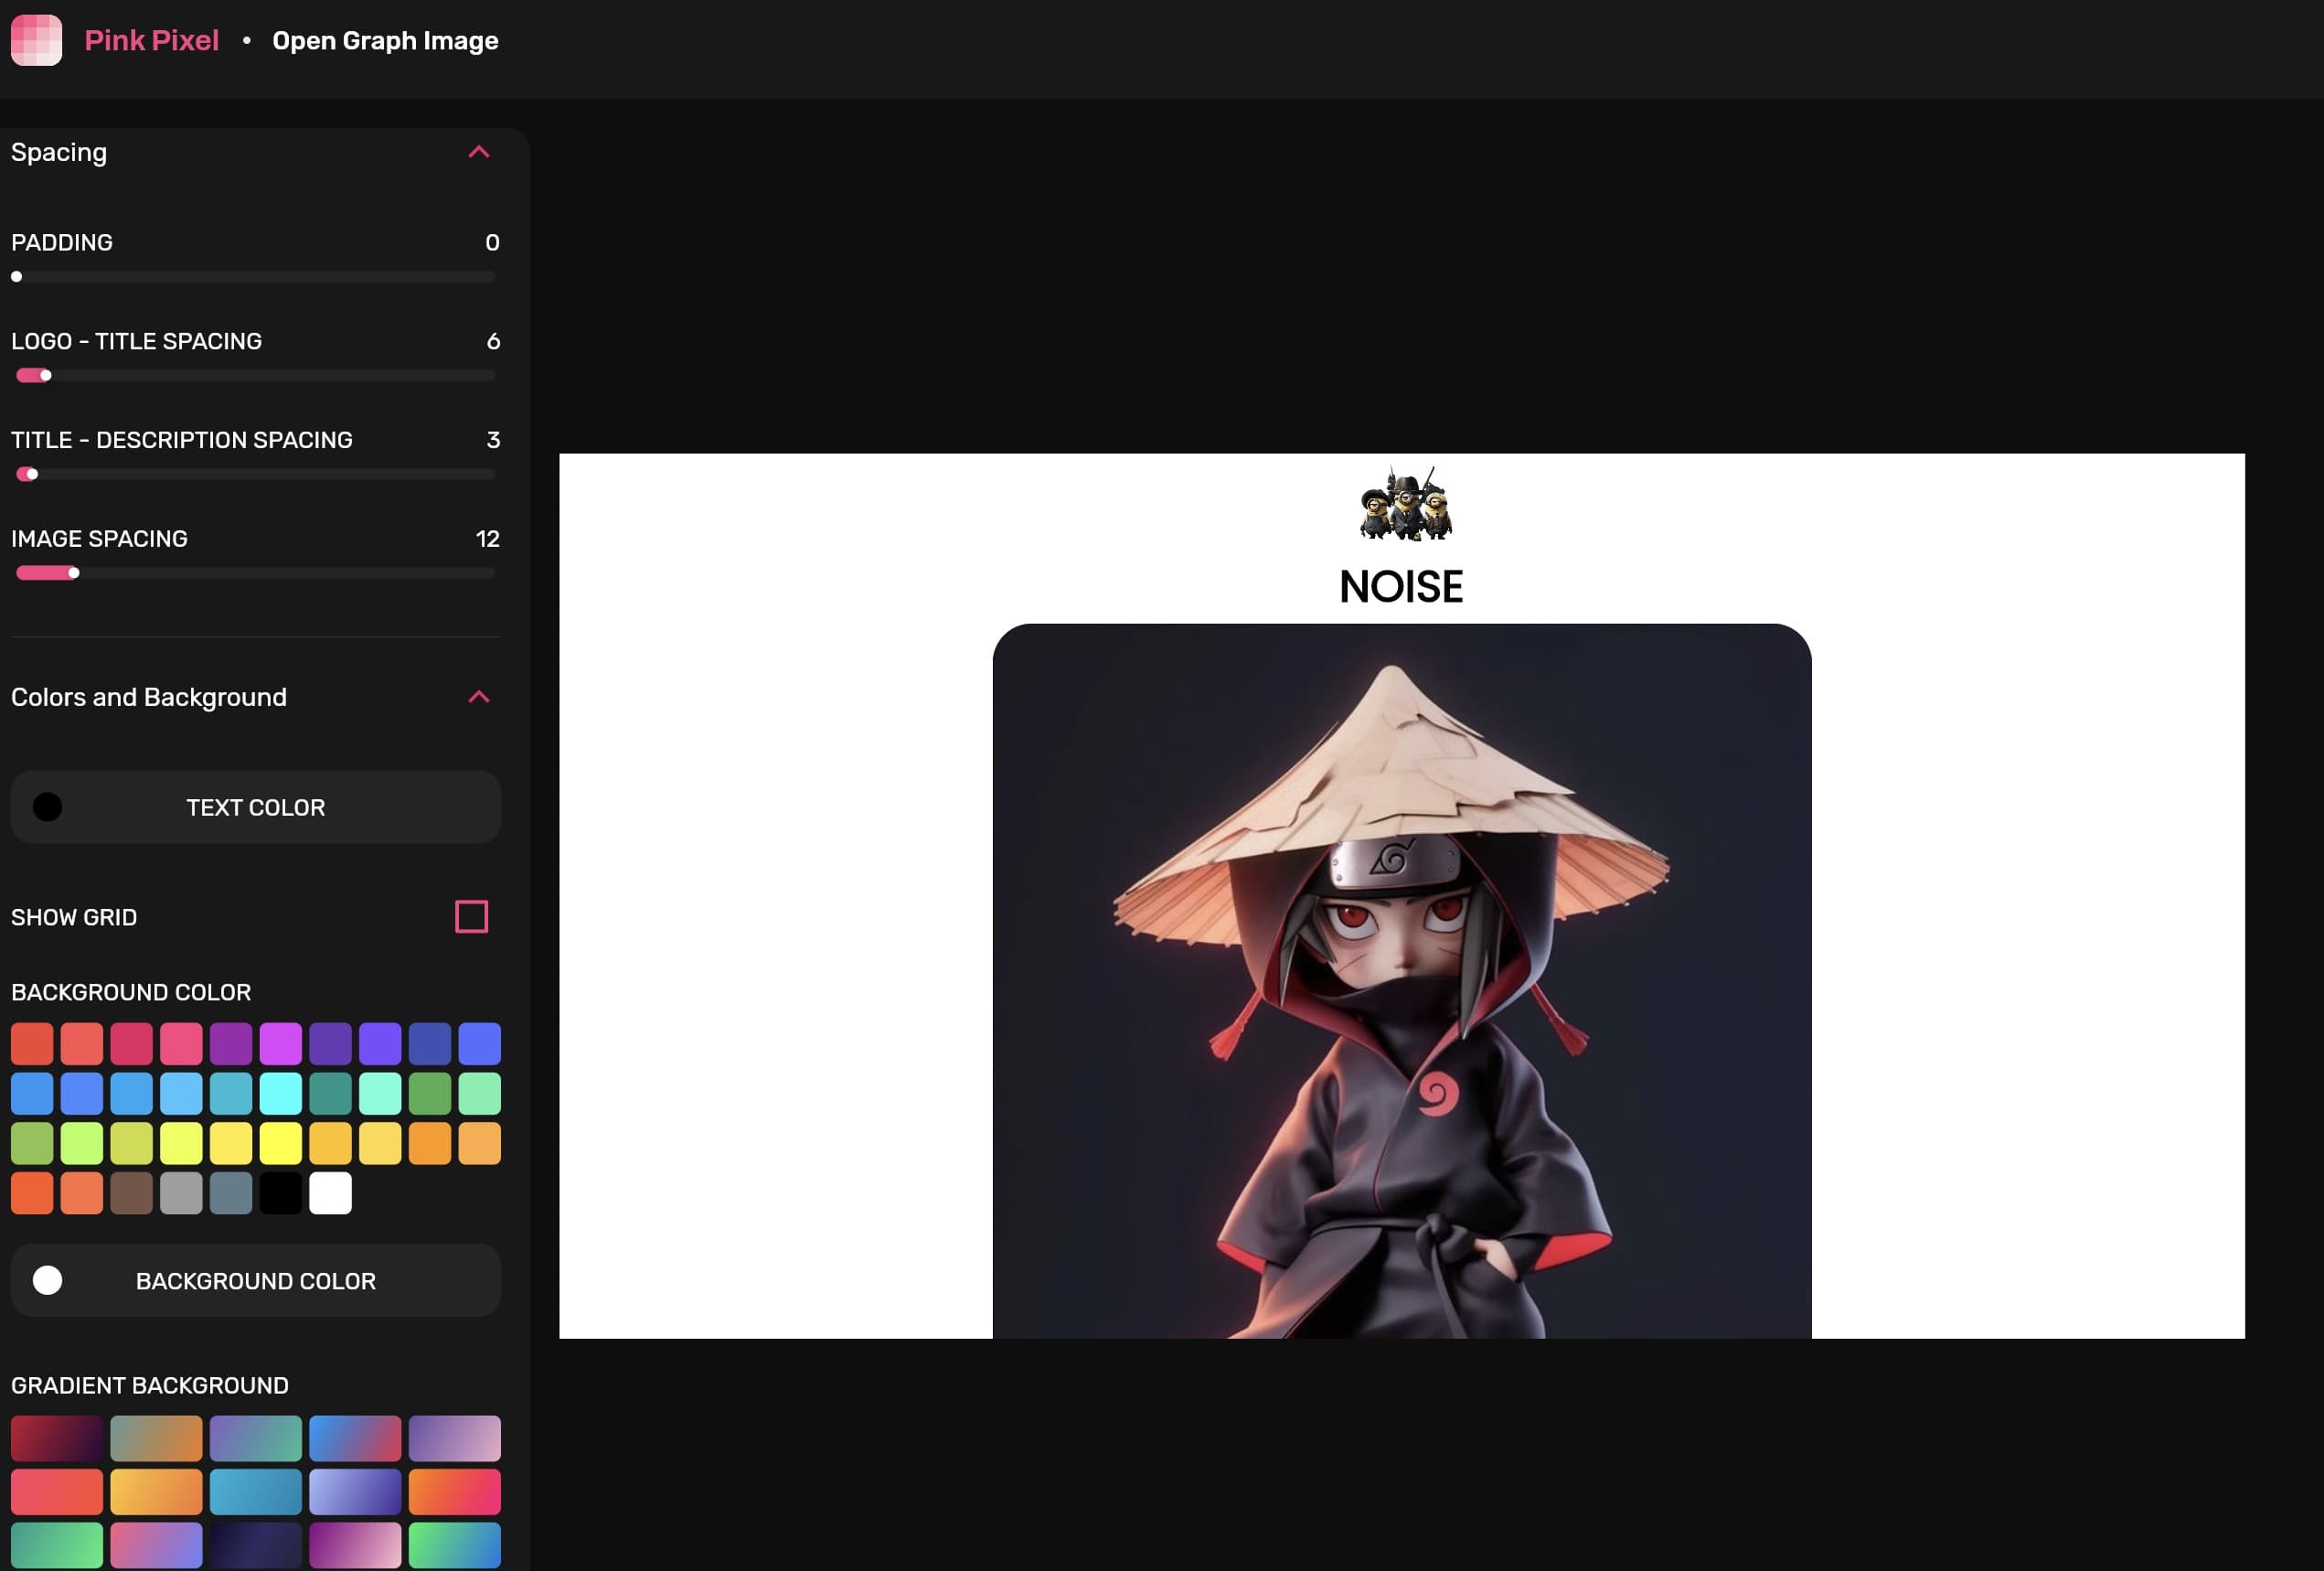 Pink Pixel • Open Graph Image
Spacing
PADDING 0
LOGO - TITLE SPACING 6
TITLE - DESCRIPTION SPACING 3
IMAGE SPACING 12
Colors and Background
TEXT COLOR
SHOW GRID
BACKGROUND COLOR
BACKGROUND COLOR
GRADIENT BACKGROUND
NOISE